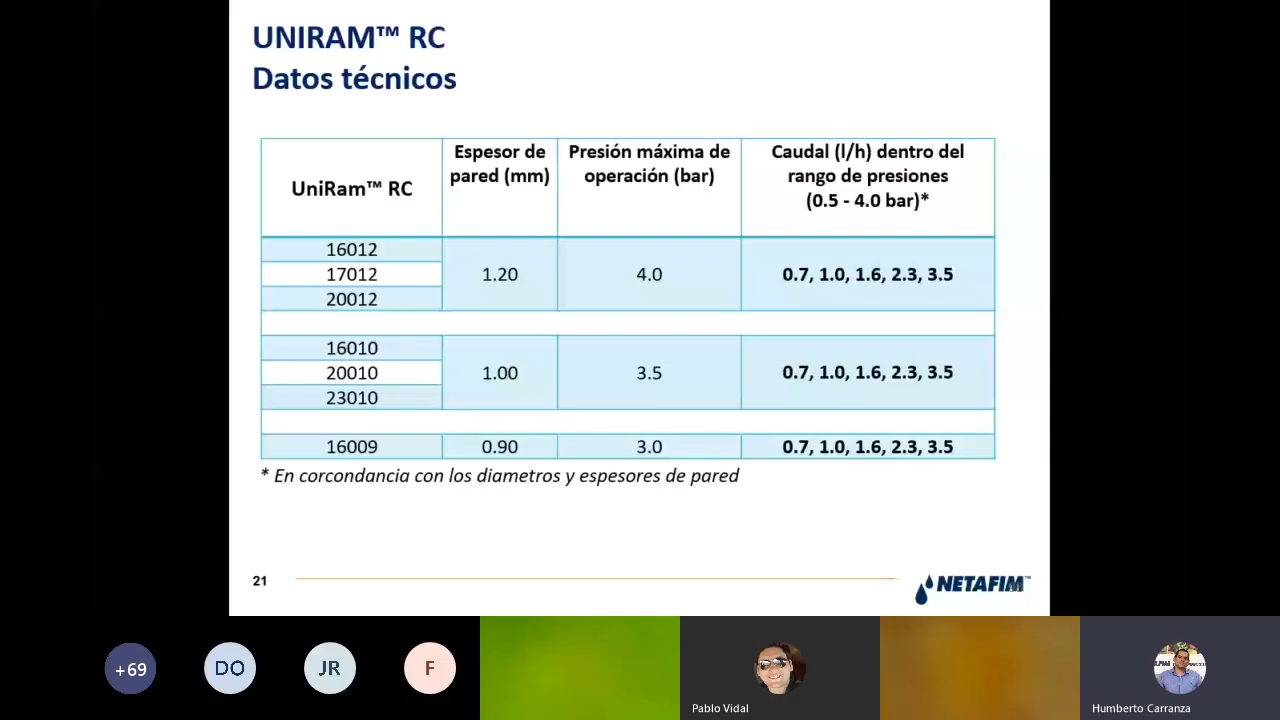 UNIRAM™ RC
Datos técnicos
UniRam™ RC
Espesor de
pared (mm)
Presión máxima de
operación (bar)
Caudal (l/h) dentro del
rango de presiones
(0.5 - 4.0 bar)*
16012
17012
20012
1.20
4.0
0.7, 1.0, 1.6, 2.3, 3.5
16010
20010
23010
1.00
3.5
0.7, 1.0, 1.6, 2.3, 3.5
16009
0.90
3.0
0.7, 1.0, 1.6, 2.3, 3.5
* En corcondancia con los diametros y espesores de pared
21
NETAFIM™
+69
DO
JR
F
Pablo Vidal
Humberto Carranza